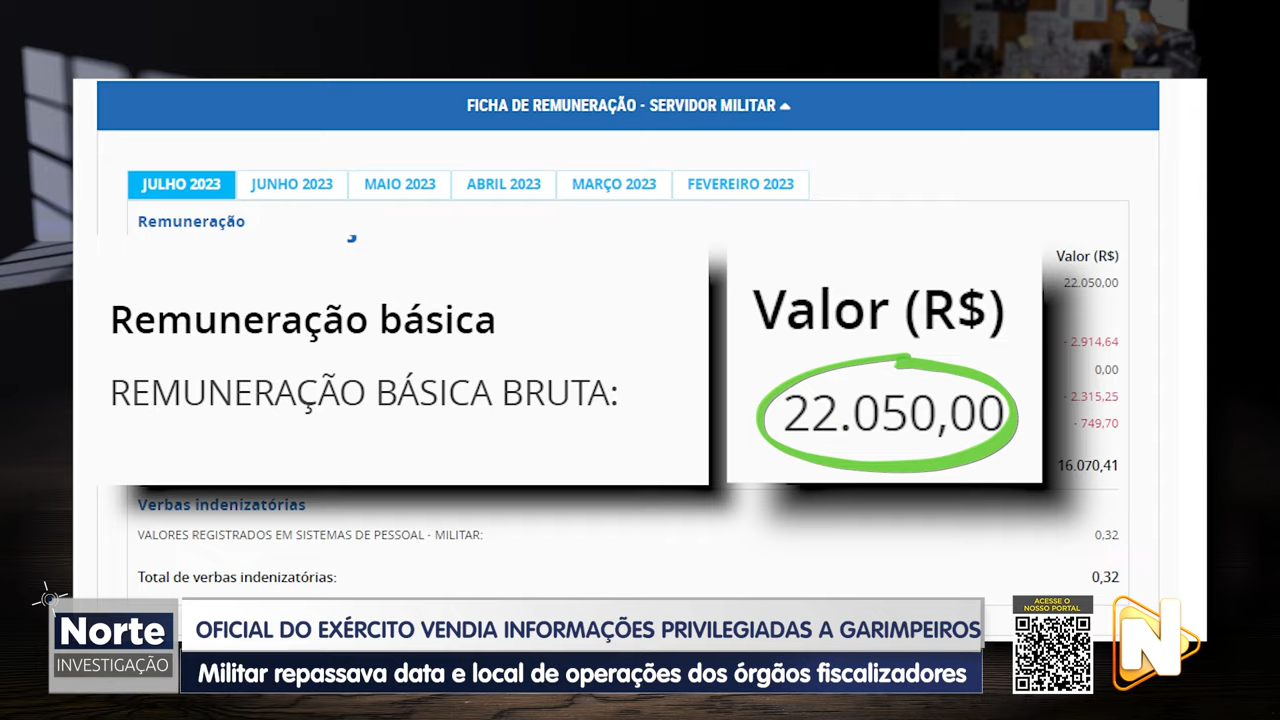 FICHA DE REMUNERAÇÃO - SERVIDOR MILITAR
JULHO 2023 JUNHO 2023 MAIO 2023 ABRIL 2023 MARÇO 2023 FEVEREIRO 2023
Remuneração
Valor (R$)
22.050,00
Remuneração básica
Valor (R$)
REMUNERAÇÃO BÁSICA BRUTA:
22.050,00
- 2.914,64
0,00
- 2.315,25
- 749,70
16.070,41
Verbas indenizatórias
VALORES REGISTRADOS EM SISTEMAS DE PESSOAL - MILITAR: 0,32
Total de verbas indenizatórias: 0,32
Norte
INVESTIGAÇÃO
OFICIAL DO EXÉRCITO VENDIA INFORMAÇÕES PRIVILEGIADAS A GARIMPEIROS
Militar repassava data e local de operações dos órgãos fiscalizadores
ACESSE O
NOSSO PORTAL
N